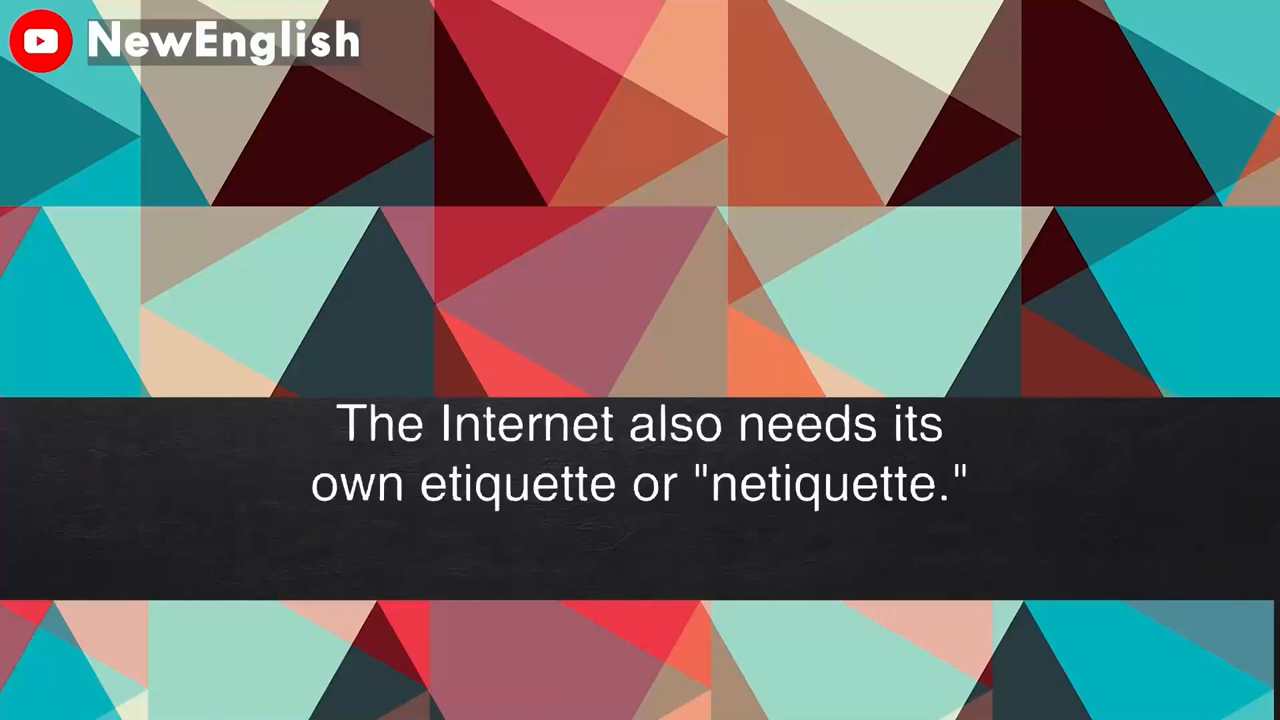 NewEnglish
The Internet also needs its
own etiquette or "netiquette."